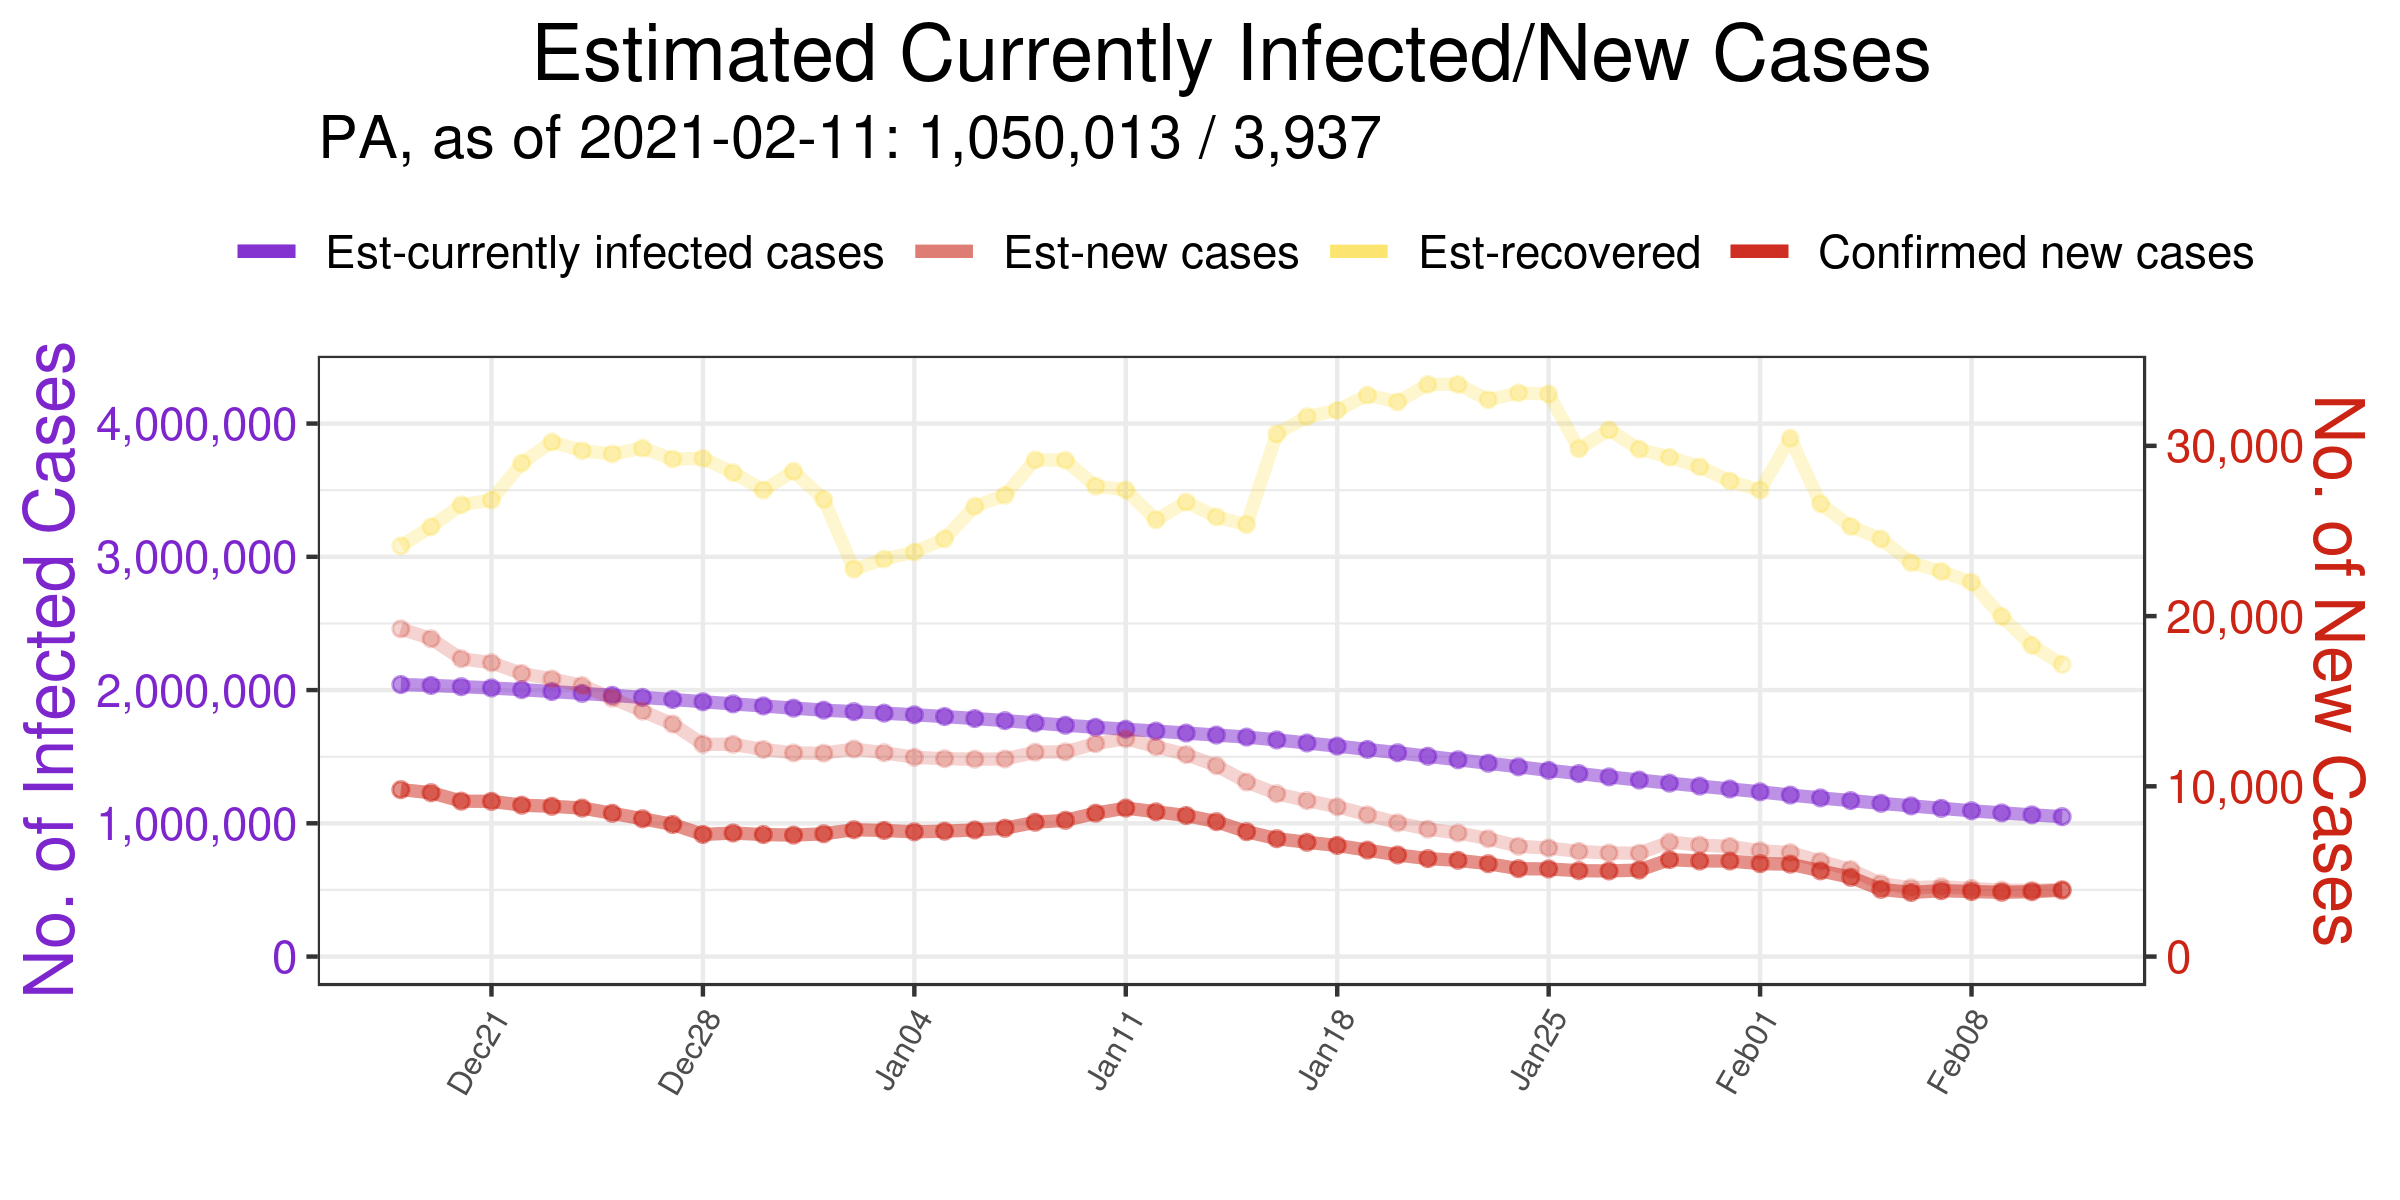 Estimated Currently Infected/New Cases
PA, as of 2021-02-11: 1,050,013 / 3,937
Est-currently infected cases Est-new cases Est-recovered Confirmed new cases
No. of Infected Cases
4,000,000
3,000,000
2,000,000
1,000,000
0
30,000
20,000
10,000
0
No. of New Cases
Dec21 Dec28 Jan04 Jan11 Jan18 Jan25 Feb01 Feb08